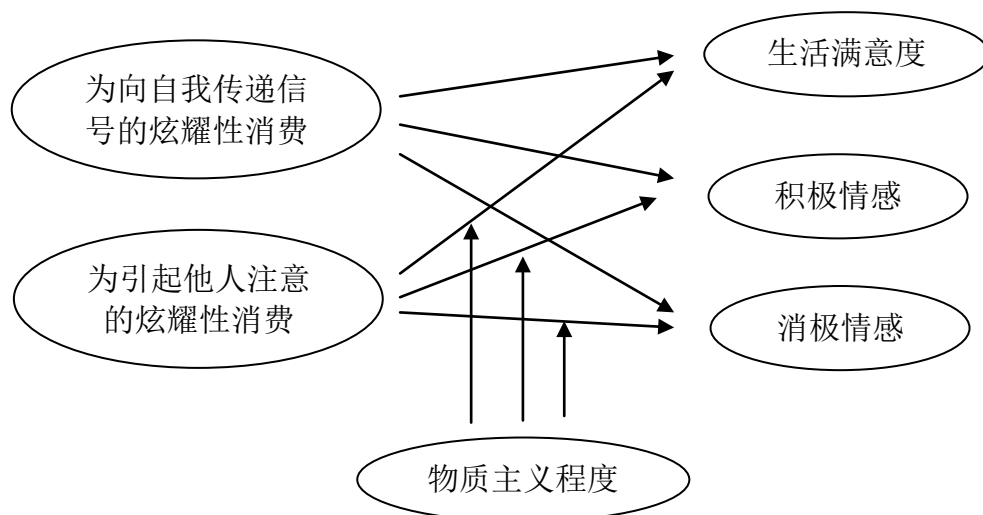 为向自我传递信
号的炫耀性消费
为引起他人注意
的炫耀性消费
生活满意度
积极情感
消极情感
物质主义程度